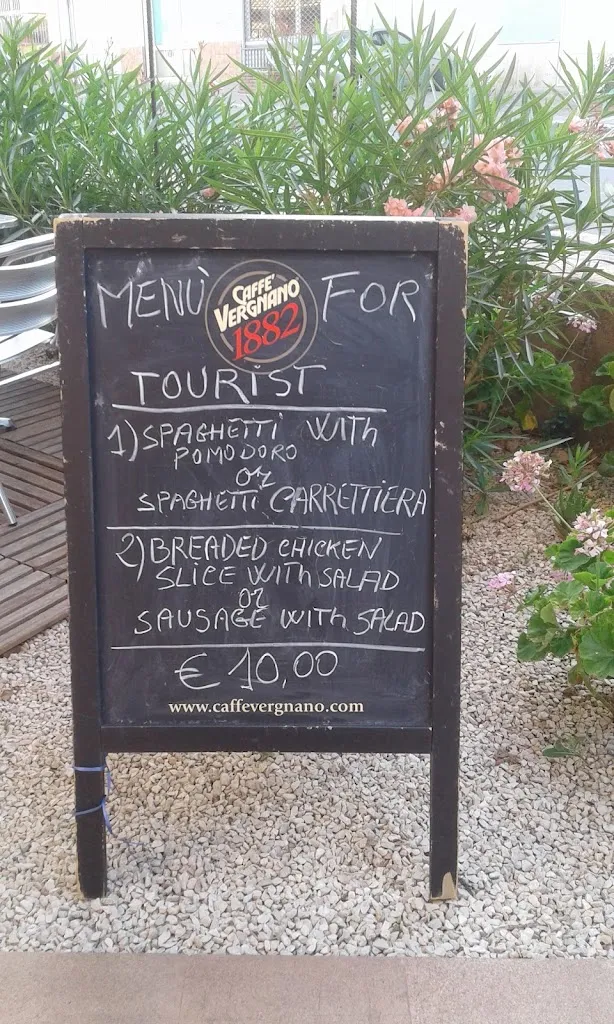 MENÙ FOR
CAFFE'
VERGNANO
1882
TOURIST
1) SPAGHETTI WITH
POMODORO
or
SPAGHETTI CARRETTIERA
2) BREADED CHICKEN
SLICE WITH SALAD
or
SAUSAGE WITH SALAD
€ 10,00
www.caffevergnano.com